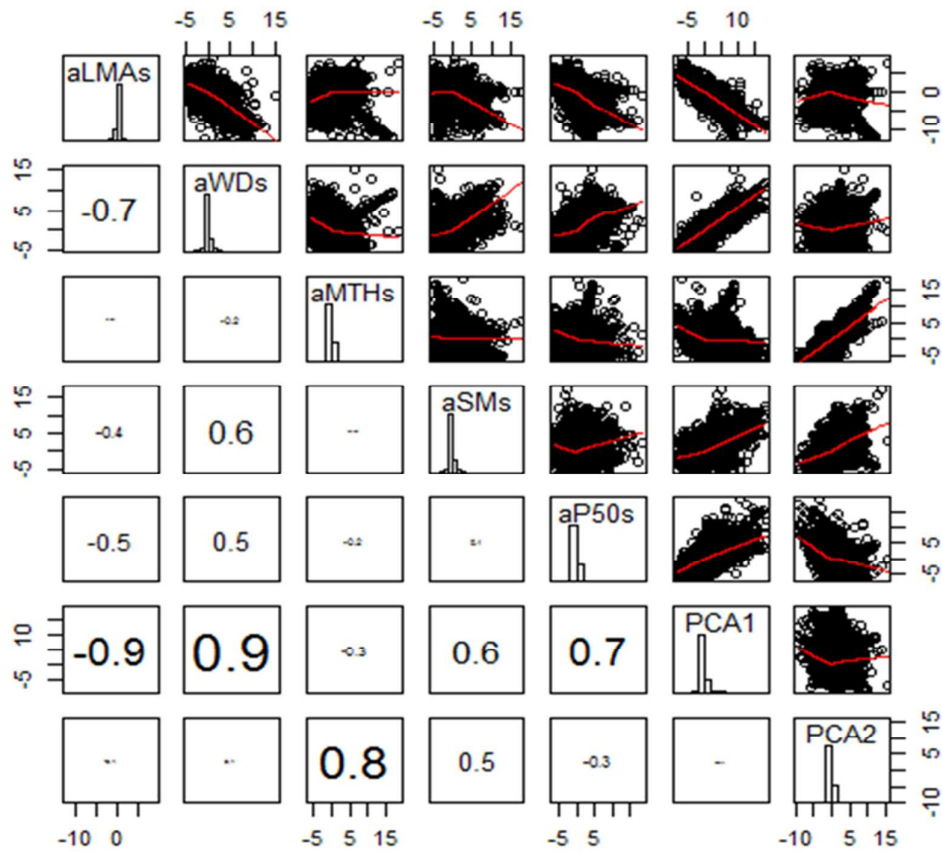 -5 5 15 -5 5 15 -5 10
aLMAs 0 -10
15 5 -5 -0.7 aWDs
-0.2 aMTHs 15 5 -5
15 5 -5 -0.4 0.6 aSMs
-0.5 0.5 -0.2 aP50s 5 -5
10 -5 -0.9 0.9 -0.3 0.6 0.7 PCA1
0.8 0.5 -0.3 PCA2 15 5 -10
-10 0 -5 5 15 -5 5 -10 5 15